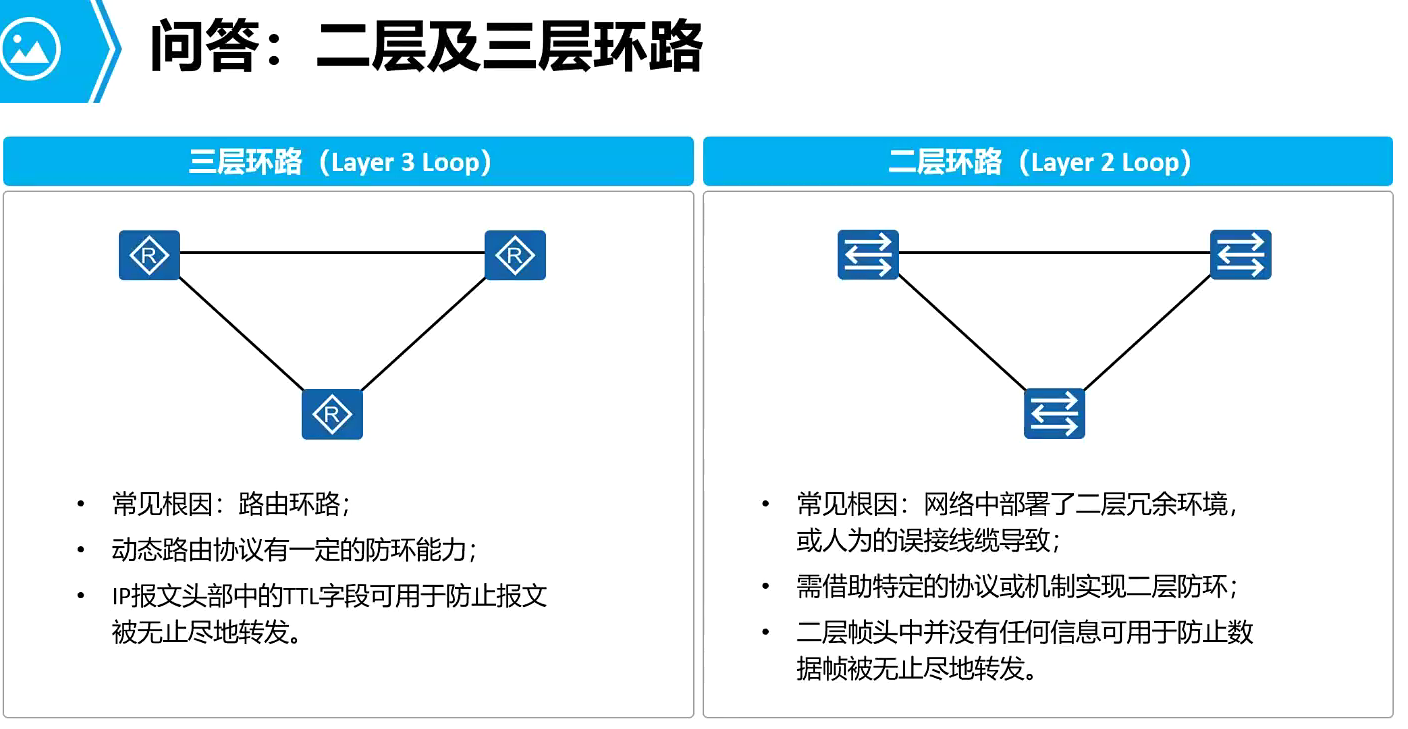 问答：二层及三层环路
三层环路（Layer 3 Loop）
R
R
R
• 常见根因：路由环路；
• 动态路由协议有一定的防环能力；
• IP报文头部中的TTL字段可用于防止报文
被无止尽地转发。
二层环路（Layer 2 Loop）
• 常见根因：网络中部署了二层冗余环境，
或人为的误接线缆导致；
• 需借助特定的协议或机制实现二层防环；
• 二层帧头中并没有任何信息可用于防止数
据帧被无止尽地转发。